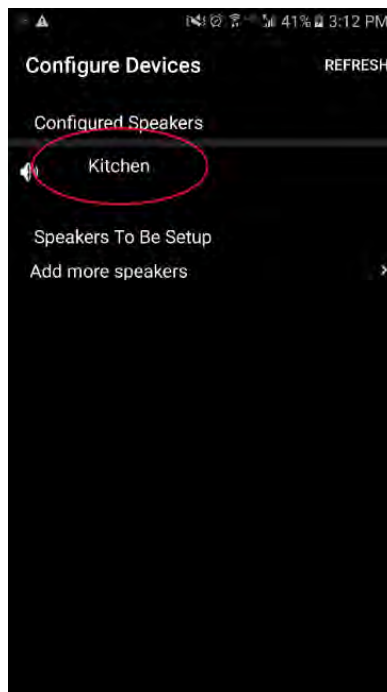 41% 3:12 PM
Configure Devices REFRESH
Configured Speakers
Kitchen
Speakers To Be Setup
Add more speakers